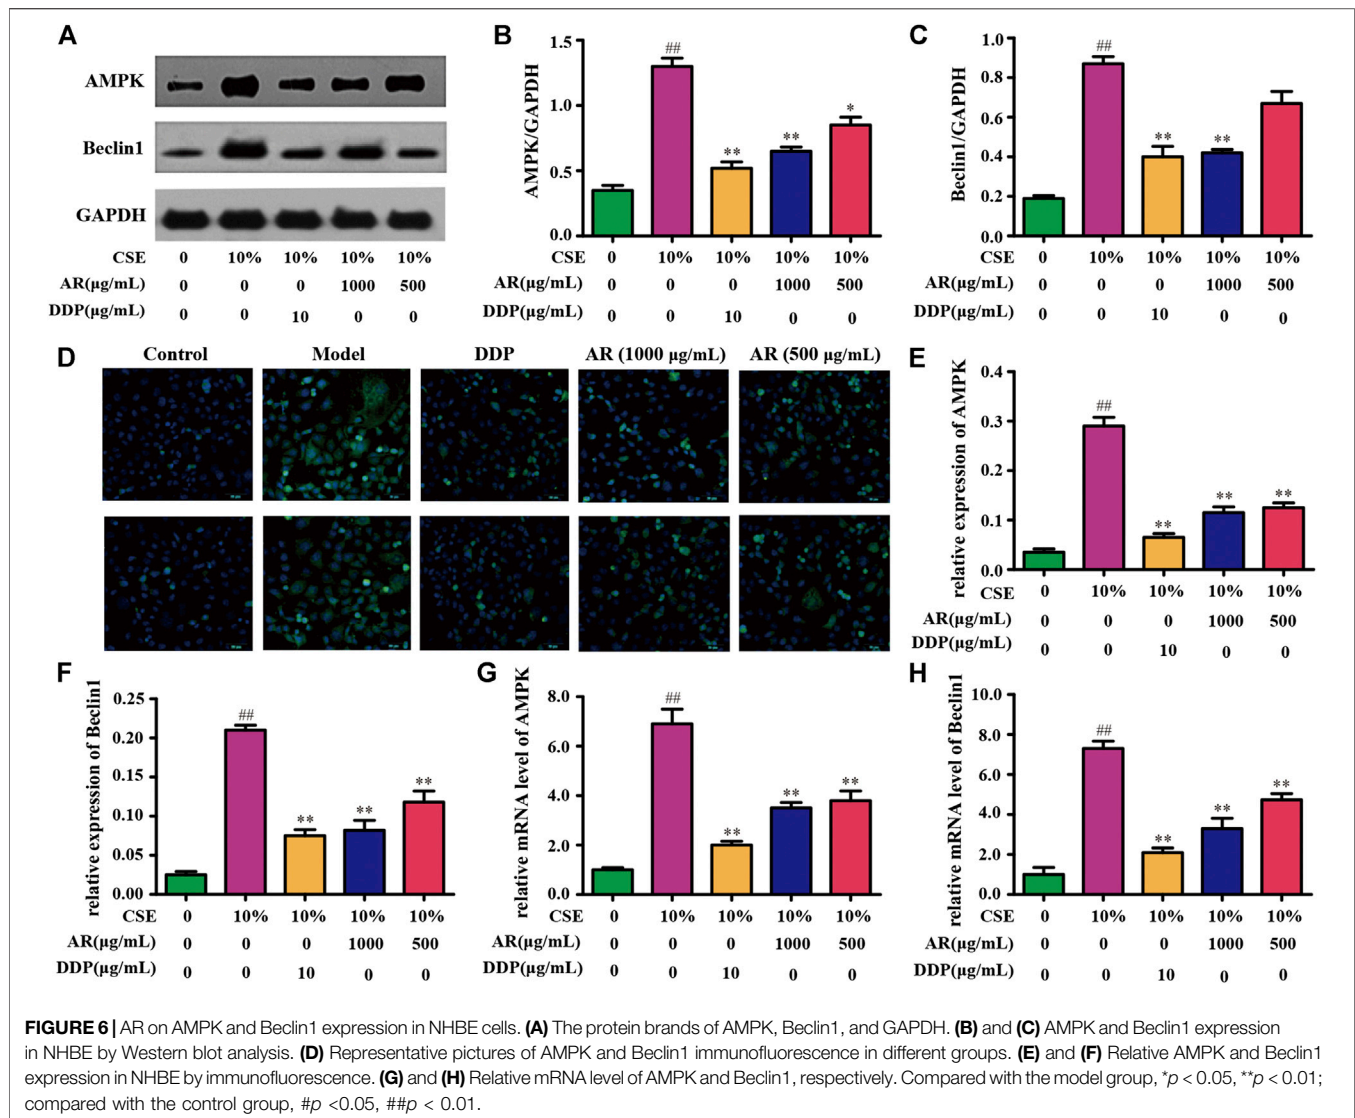 A
AMPK
Beclin1
GAPDH
CSE 0 10% 10% 10% 10%
AR(µg/mL) 0 0 0 1000 500
DDP(µg/mL) 0 0 10 0 0
B
AMPK/GAPDH
1.5
1.0
0.5
0.0
##
**
**
*
CSE 0 10% 10% 10% 10%
AR(µg/mL) 0 0 0 1000 500
DDP(µg/mL) 0 0 10 0 0
C
Beclin1/GAPDH
1.0
0.8
0.6
0.4
0.2
0.0
##
**
**
CSE 0 10% 10% 10% 10%
AR(µg/mL) 0 0 0 1000 500
DDP(µg/mL) 0 0 10 0 0
D
Control Model DDP AR (1000 µg/mL) AR (500 µg/mL)
E
relative expression of AMPK
0.4
0.3
0.2
0.1
0.0
##
**
**
**
CSE 0 10% 10% 10% 10%
AR(µg/mL) 0 0 0 1000 500
DDP(µg/mL) 0 0 10 0 0
F
relative expression of Beclin1
0.25
0.20
0.15
0.10
0.05
0.00
##
**
**
**
CSE 0 10% 10% 10% 10%
AR(µg/mL) 0 0 0 1000 500
DDP(µg/mL) 0 0 10 0 0
G
relative mRNA level of AMPK
8.0
6.0
4.0
2.0
0.0
##
**
**
**
CSE 0 10% 10% 10% 10%
AR(µg/mL) 0 0 0 1000 500
DDP(µg/mL) 0 0 10 0 0
H
relative mRNA level of Beclin1
10.0
8.0
6.0
4.0
2.0
0.0
##
**
**
**
CSE 0 10% 10% 10% 10%
AR(µg/mL) 0 0 0 1000 500
DDP(µg/mL) 0 0 10 0 0
FIGURE 6 | AR on AMPK and Beclin1 expression in NHBE cells. (A) The protein brands of AMPK, Beclin1, and GAPDH. (B) and (C) AMPK and Beclin1 expression
in NHBE by Western blot analysis. (D) Representative pictures of AMPK and Beclin1 immunofluorescence in different groups. (E) and (F) Relative AMPK and Beclin1
expression in NHBE by immunofluorescence. (G) and (H) Relative mRNA level of AMPK and Beclin1, respectively. Compared with the model group, *p < 0.05, **p < 0.01;
compared with the control group, #p <0.05, ##p < 0.01.